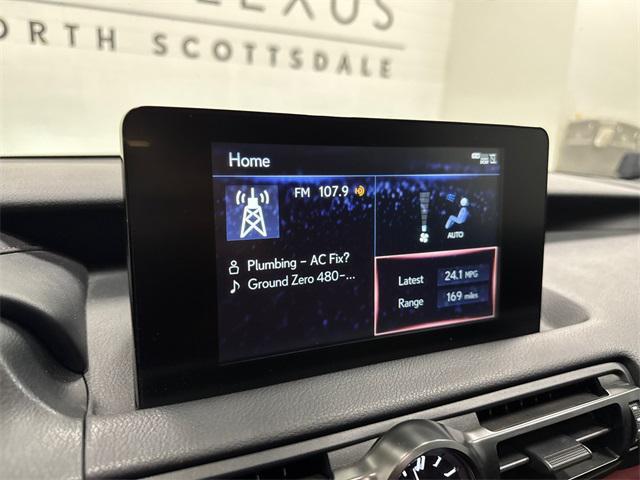 LEXUS
ORTH SCOTTSDALE
Home
FM 107.9
Plumbing – AC Fix?
Ground Zero 480–...
AUTO
Latest 24.1 MPG
Range 169 miles